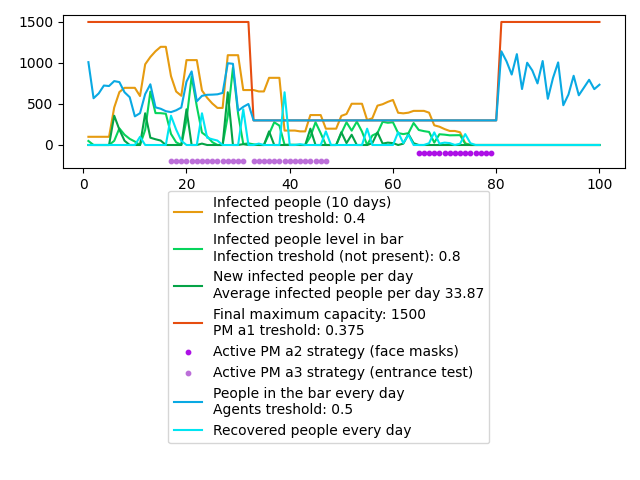 1500
1000
500
0
0
20
40
60
80
100
Infected people (10 days)
Infection treshold: 0.4
Infected people level in bar
Infection treshold (not present): 0.8
New infected people per day
Average infected people per day 33.87
Final maximum capacity: 1500
PM a1 treshold: 0.375
Active PM a2 strategy (face masks)
Active PM a3 strategy (entrance test)
People in the bar every day
Agents treshold: 0.5
Recovered people every day